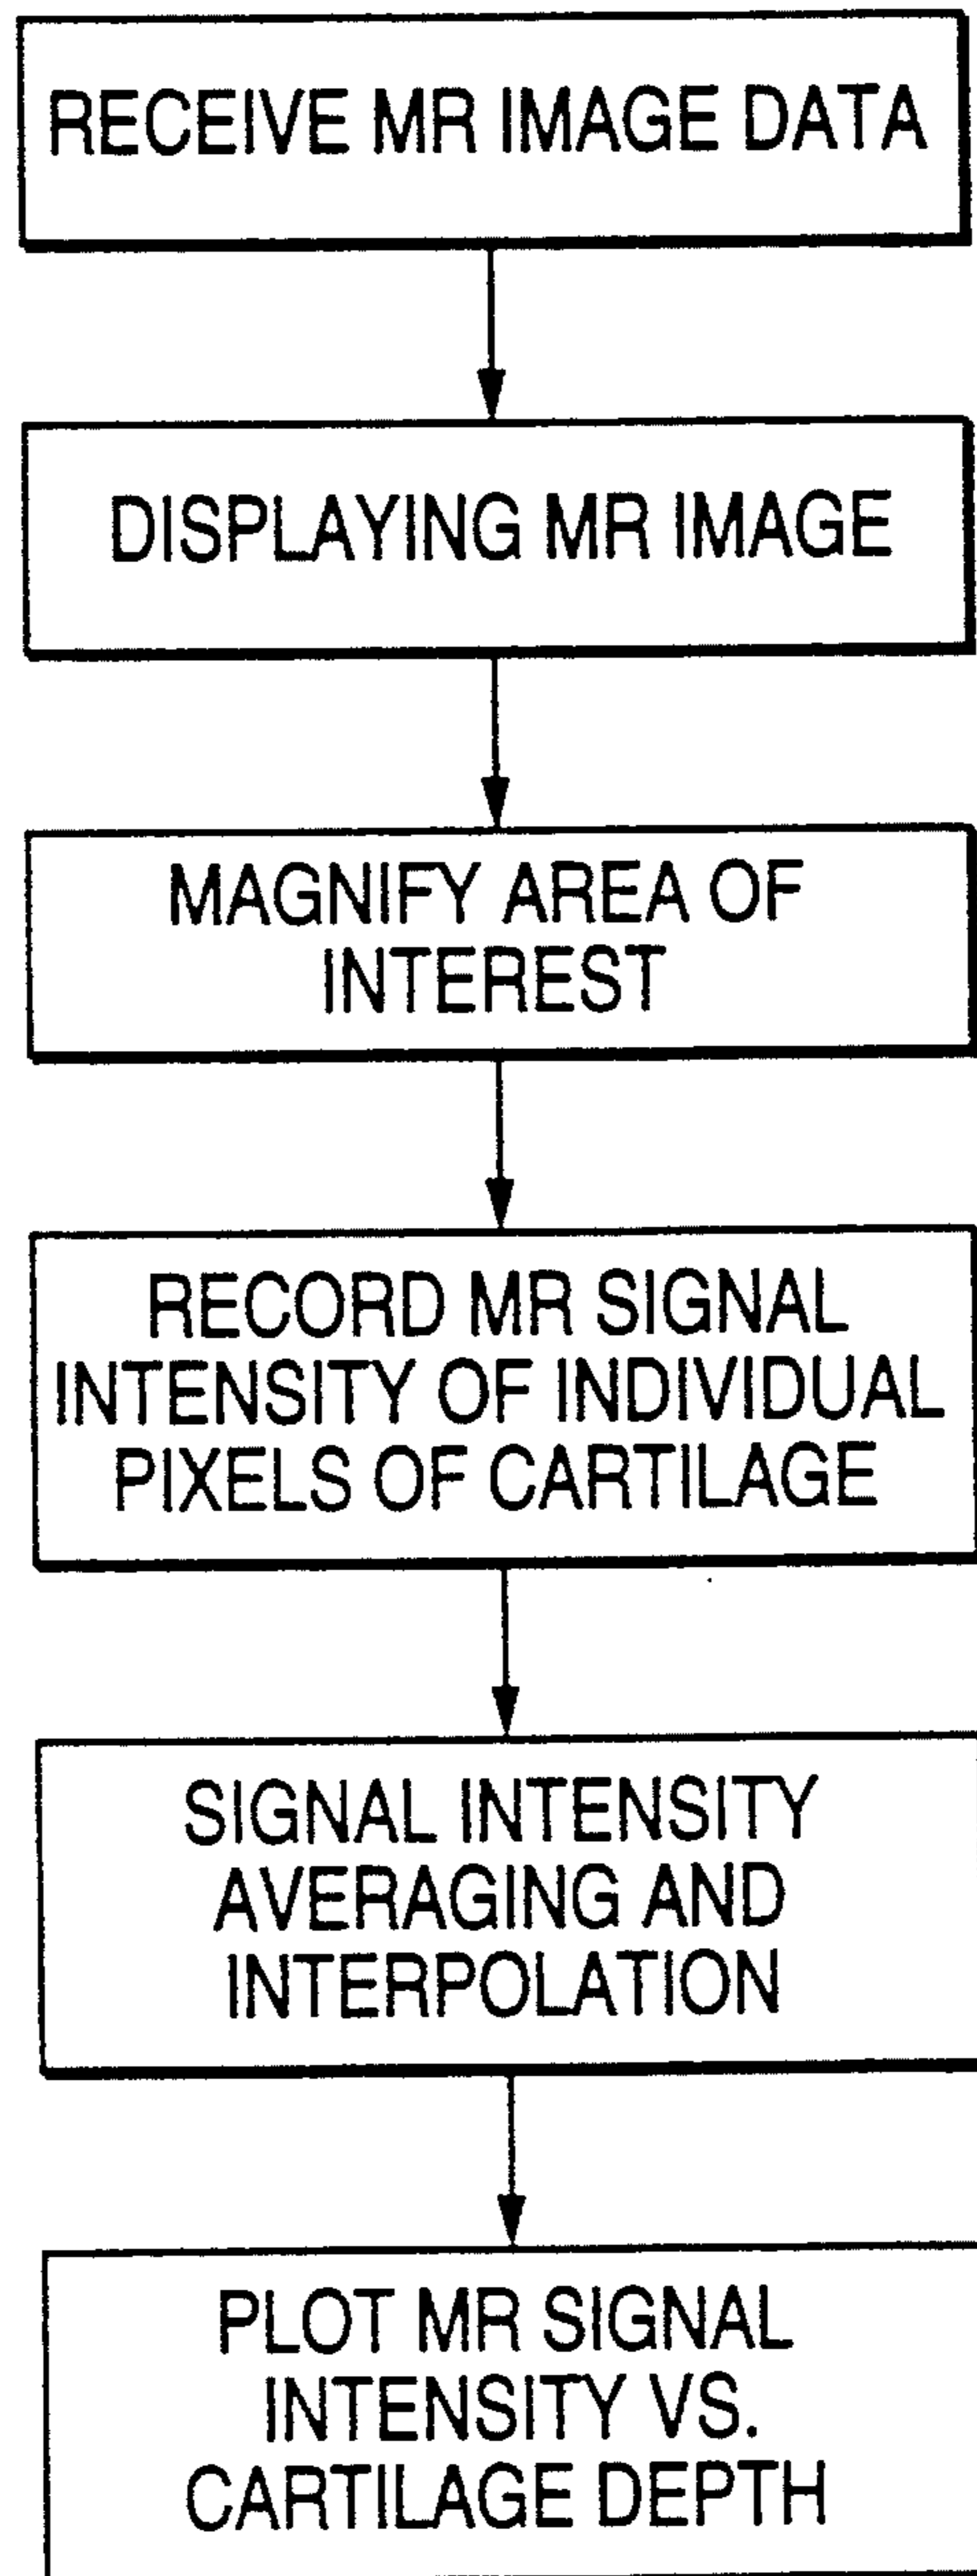 RECEIVE MR IMAGE DATA
DISPLAYING MR IMAGE
MAGNIFY AREA OF
INTEREST
RECORD MR SIGNAL
INTENSITY OF INDIVIDUAL
PIXELS OF CARTILAGE
SIGNAL INTENSITY
AVERAGING AND
INTERPOLATION
PLOT MR SIGNAL
INTENSITY VS.
CARTILAGE DEPTH